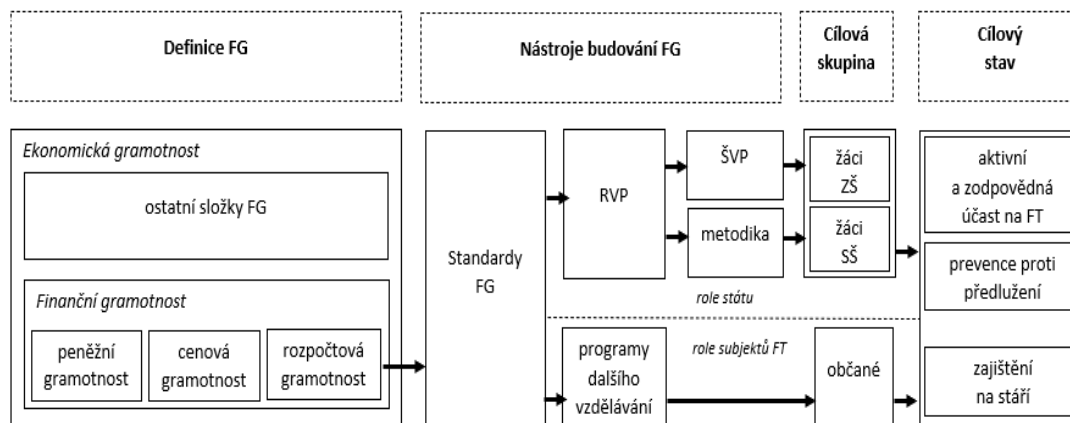 Definice FG
Nástroje budování FG
Cílová
skupina
Cílový
stav
Ekonomická gramotnost
ostatní složky FG
Finanční gramotnost
peněžní
gramotnost
cenová
gramotnost
rozpočtová
gramotnost
Standardy
FG
RVP
ŠVP
metodika
role státu
žáci
ZŠ
žáci
SŠ
programy
dalšího
vzdělávání
role subjektů FT
občané
aktivní
a zodpovědná
účast na FT
prevence proti
předlužení
zajištění
na stáří